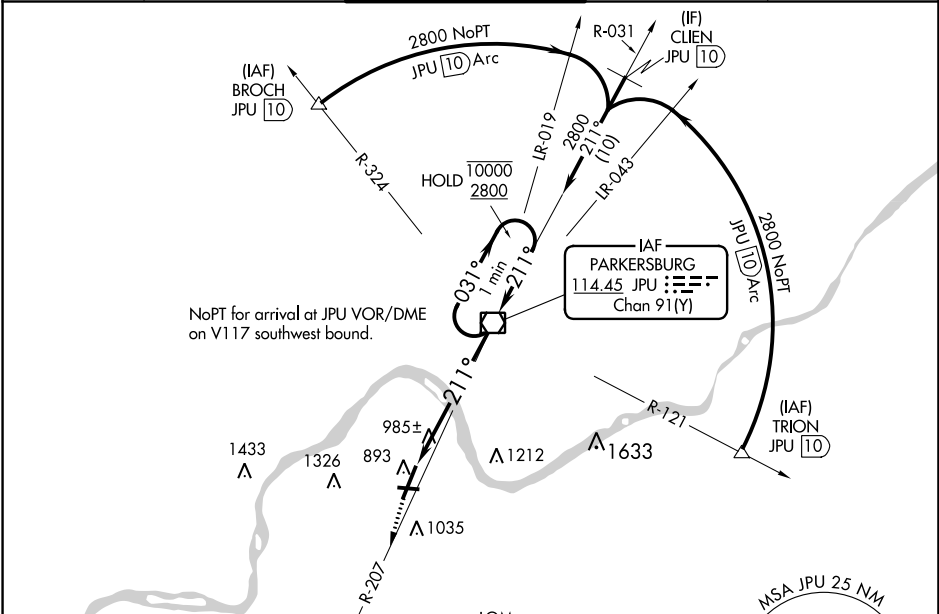 2800 NoPT
JPU 10 Arc
(IAF)
BROCH
JPU 10
R-031
(IF)
CLIEN
JPU 10
LR-019
2800
211°
(10)
LR-043
R-324
HOLD 10000
2800
031°
1 min
211°
IAF
PARKERSBURG
114.45 JPU
Chan 91(Y)
2800 NoPT
JPU 10 Arc
NoPT for arrival at JPU VOR/DME
on V117 southwest bound.
211°
R-121
(IAF)
TRION
JPU 10
985±
1433
1326
893
1212
1633
1035
R-207
MSA JPU 25 NM